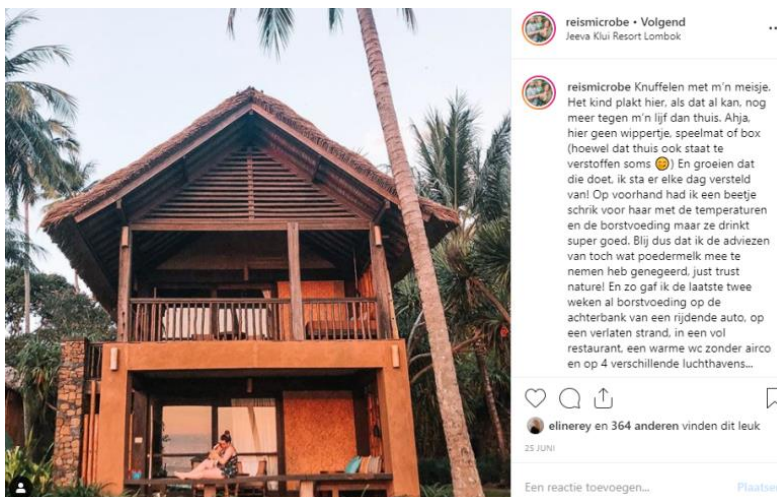 reismicrobe • Volgend
Jeeva Klui Resort Lombok
reismicrobe Knuffelen met m'n meisje.
Het kind plakt hier, als dat al kan, nog
meer tegen m'n lijf dan thuis. Ahja,
hier geen wippertje, speelmat of box
(hoewel dat thuis ook staat te
verstoffen soms 😅) En groeien dat
die doet, ik sta er elke dag versteld
van! Op voorhand had ik een beetje
schrik voor haar met de temperaturen
en de borstvoeding maar ze drinkt
super goed. Blij dus dat ik de adviezen
van toch wat poedermelk mee te
nemen heb genegeerd, just trust
nature! En zo gaf ik de laatste twee
weken al borstvoeding op de
achterbank van een rijdende auto, op
een verlaten strand, in een vol
restaurant, een warme wc zonder airco
en op 4 verschillende luchthavens...
elinerey en 364 anderen vinden dit leuk
25 JUNI
Een reactie toevoegen... Plaatse